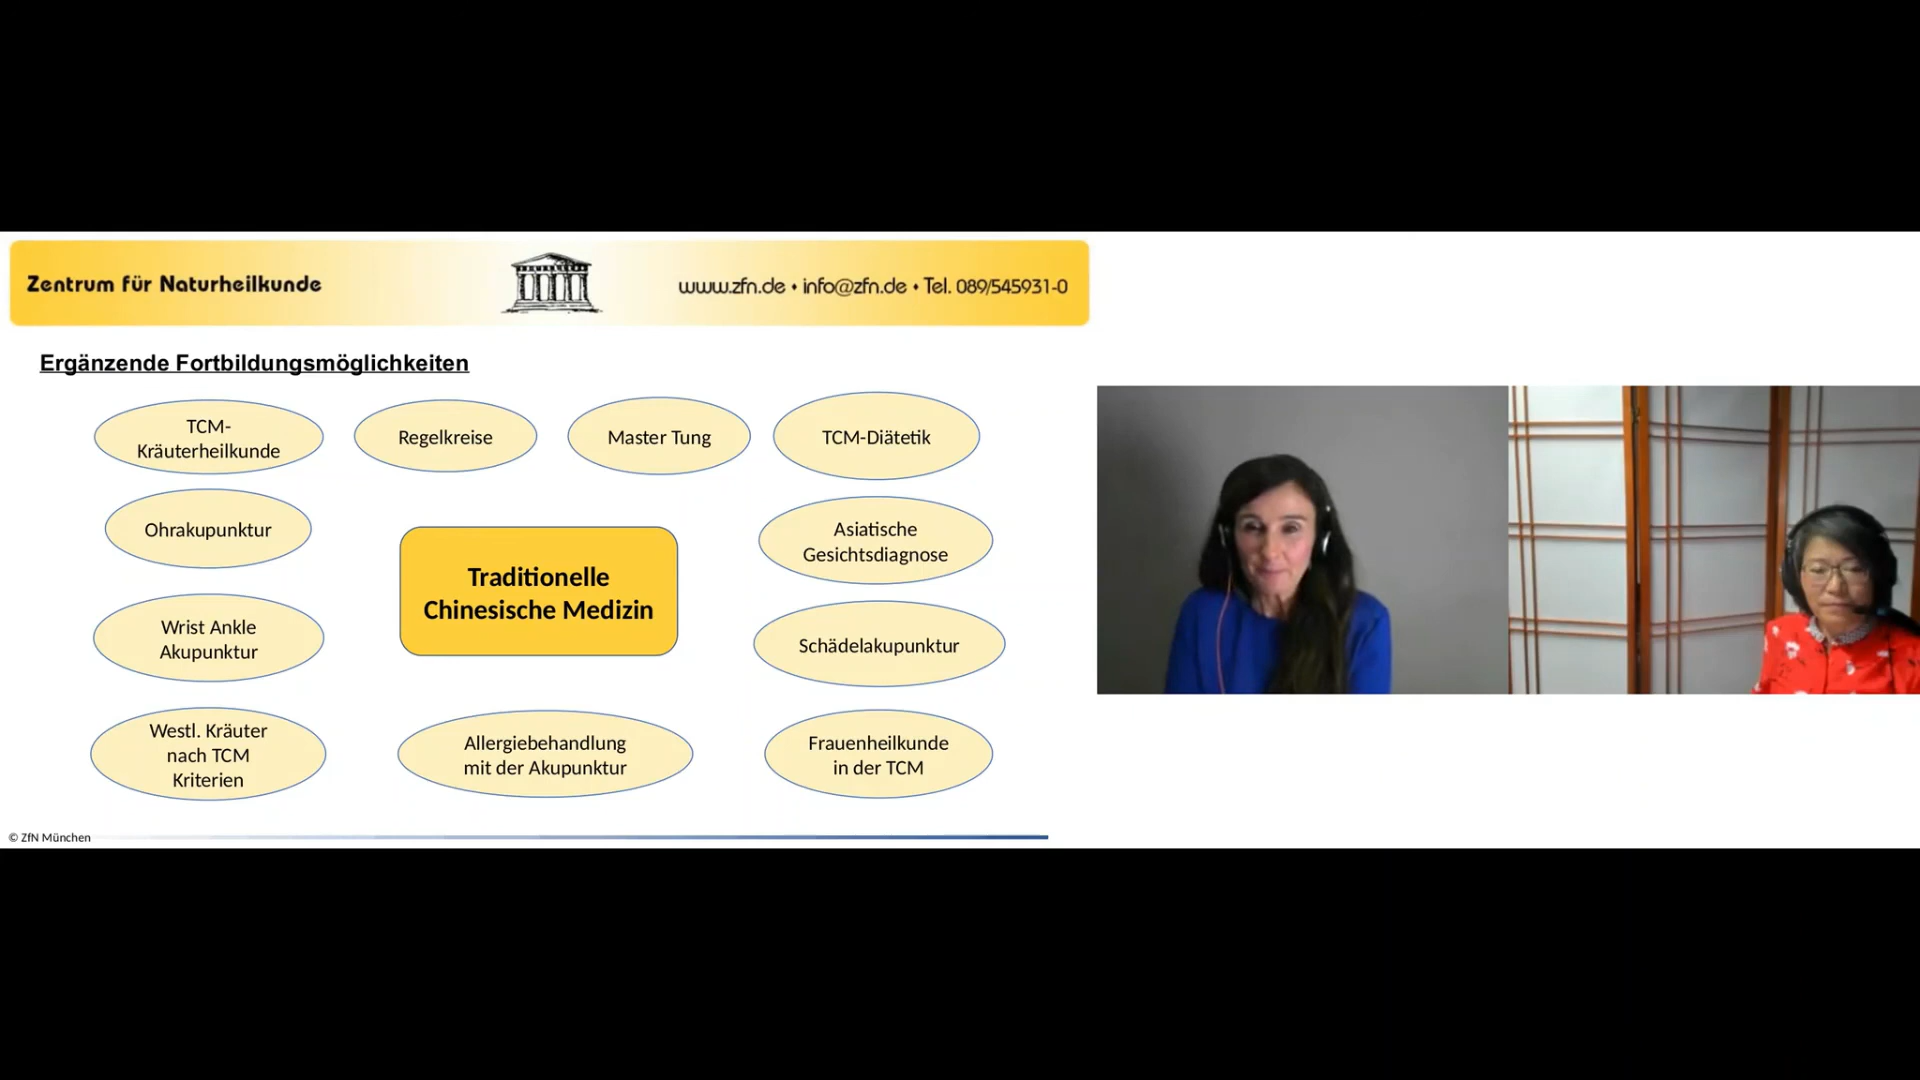 Zentrum für Naturheilkunde
www.zfn.de • info@zfn.de • Tel. 089/545931-0
Ergänzende Fortbildungsmöglichkeiten
TCM-
Kräuterheilkunde
Regelkreise
Master Tung
TCM-Diätetik
Ohrakupunktur
Asiatische
Gesichtsdiagnose
Traditionelle
Chinesische Medizin
Wrist Ankle
Akupunktur
Schädelakupunktur
Westl. Kräuter
nach TCM
Kriterien
Allergiebehandlung
mit der Akupunktur
Frauenheilkunde
in der TCM
© ZfN München